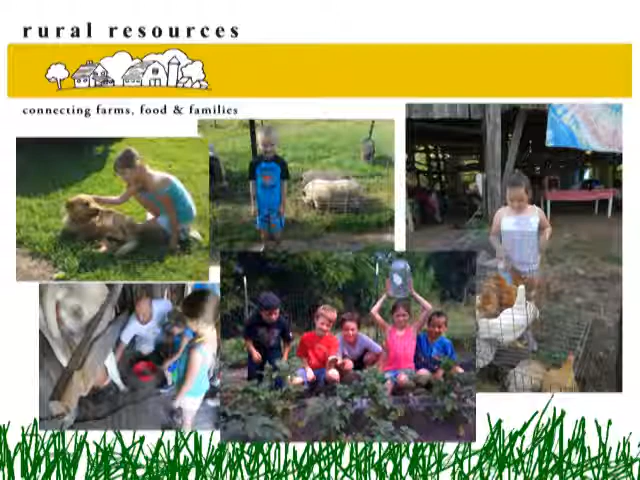 rural resources
connecting farms, food & families